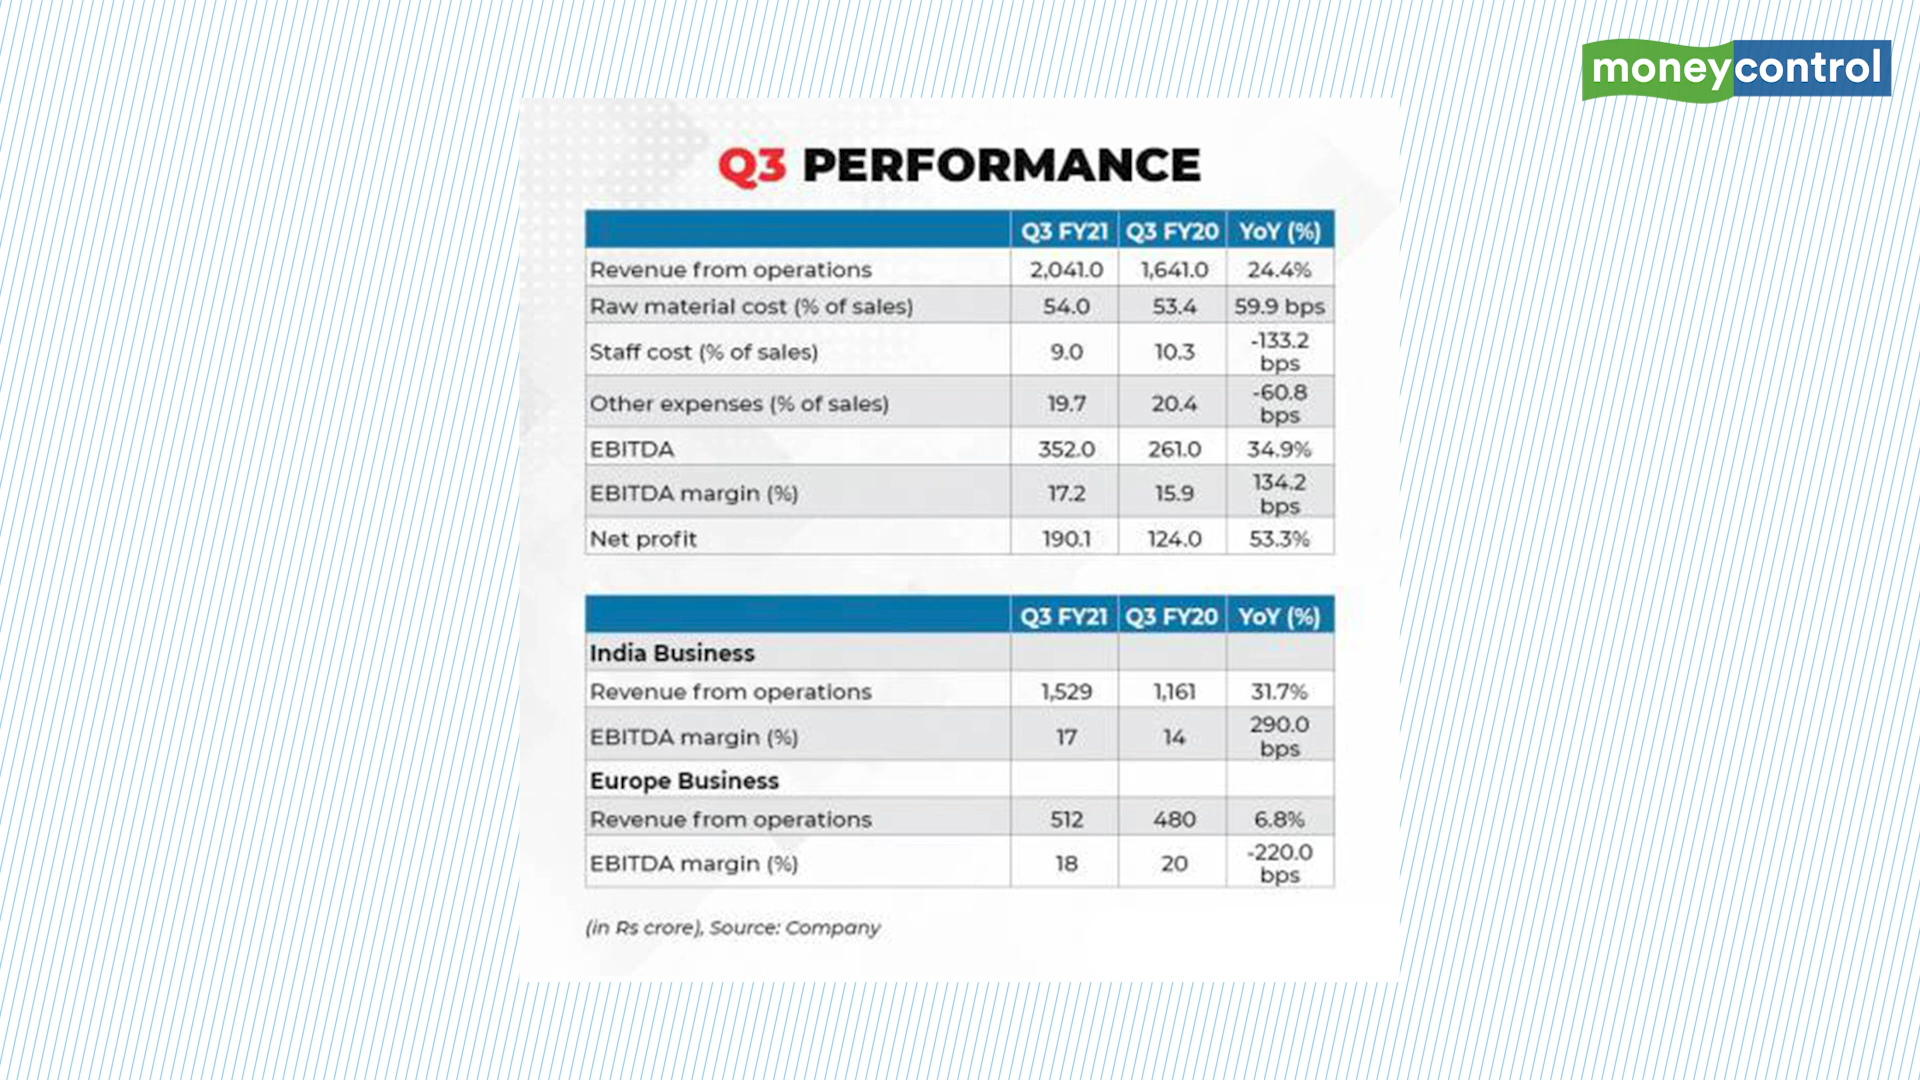 moneycontrol
Q3 PERFORMANCE
Q3 FY21 Q3 FY20 YoY (%)
Revenue from operations 2,041.0 1,641.0 24.4%
Raw material cost (% of sales) 54.0 53.4 59.9 bps
Staff cost (% of sales) 9.0 10.3 -133.2 bps
Other expenses (% of sales) 19.7 20.4 -60.8 bps
EBITDA 352.0 261.0 34.9%
EBITDA margin (%) 17.2 15.9 134.2 bps
Net profit 190.1 124.0 53.3%
Q3 FY21 Q3 FY20 YoY (%)
India Business
Revenue from operations 1,529 1,161 31.7%
EBITDA margin (%) 17 14 290.0 bps
Europe Business
Revenue from operations 512 480 6.8%
EBITDA margin (%) 18 20 -220.0 bps
(in Rs crore), Source: Company